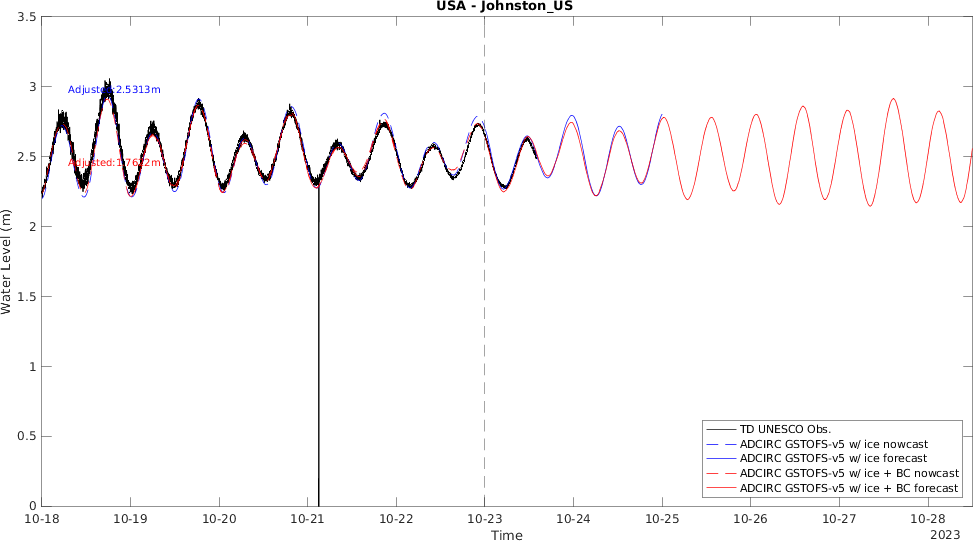 USA - Johnston_US
3.5
3
2.5
2
1.5
1
0.5
0
Water Level (m)
Adjusted:2.5313m
10-18
10-19
10-20
10-21
10-22
10-23
10-24
10-25
10-26
10-27
10-28
2023
Time
TD UNESCO Obs.
ADCIRC GSTOFS-v5 w/ ice nowcast
ADCIRC GSTOFS-v5 w/ ice forecast
ADCIRC GSTOFS-v5 w/ ice + BC nowcast
ADCIRC GSTOFS-v5 w/ ice + BC forecast